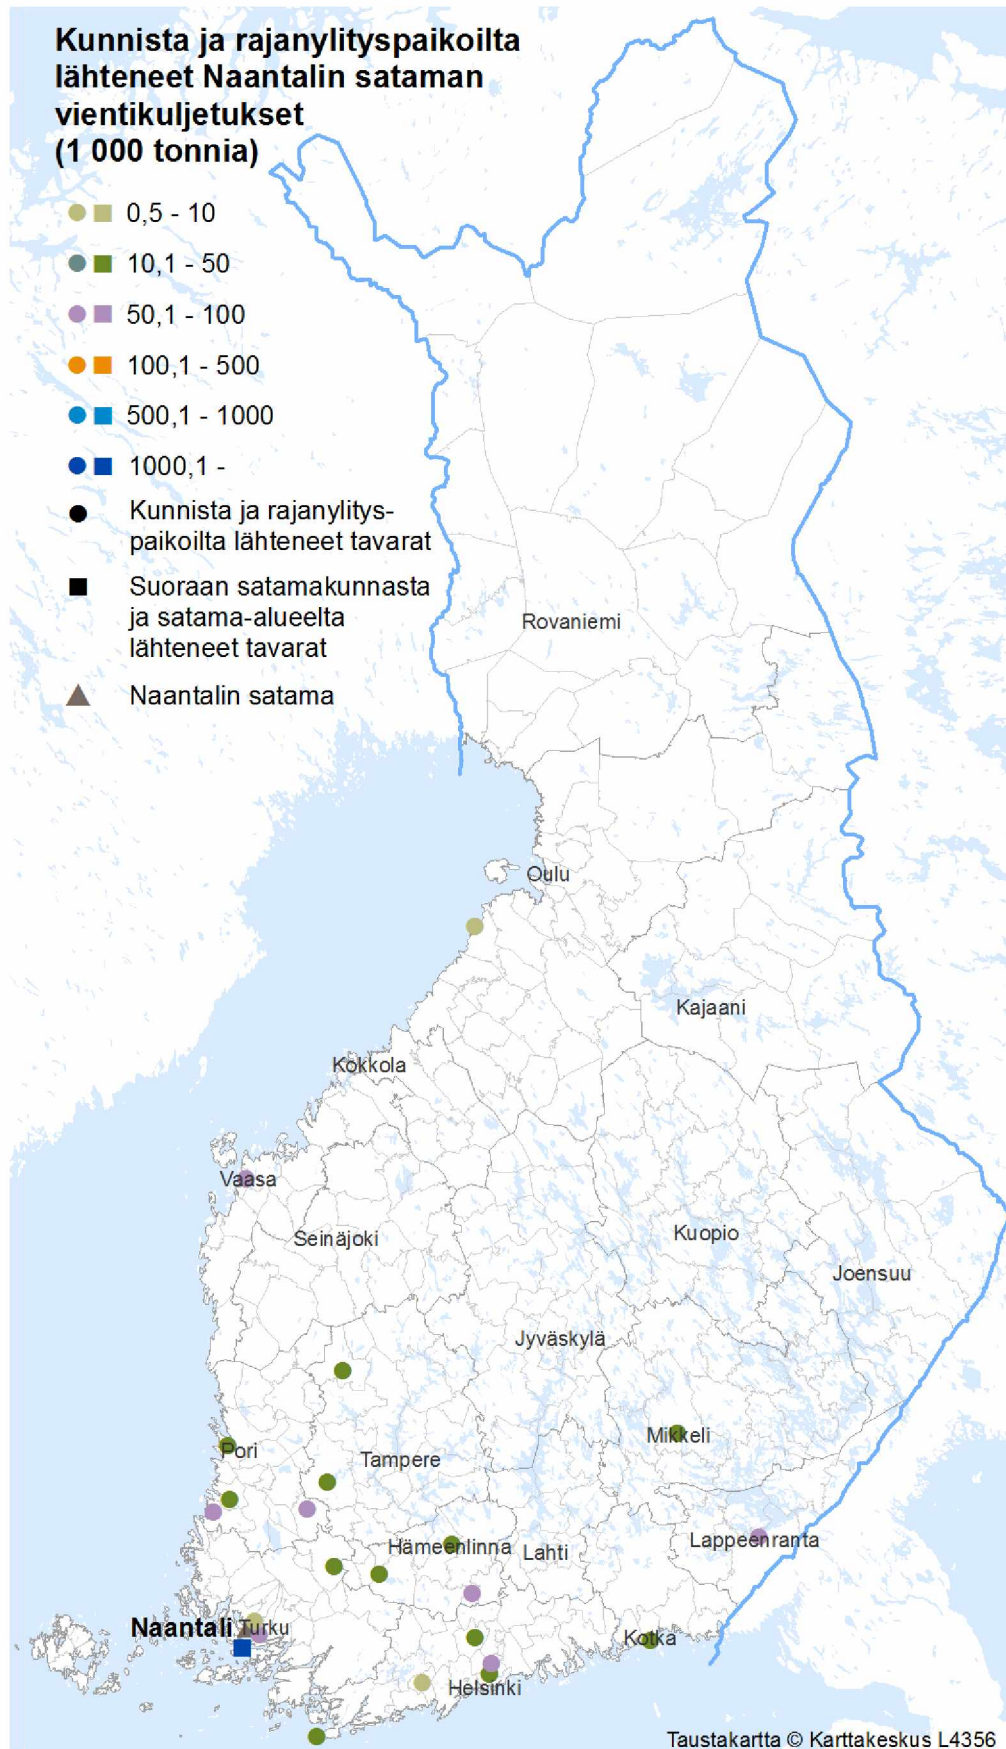 Kunnista ja rajanylityspaikoilta
lähteneet Naantalin sataman
vientikuljetukset
(1 000 tonnia)
0,5 - 10
10,1 - 50
50,1 - 100
100,1 - 500
500,1 - 1000
1000,1 -
Kunnista ja rajanylitys-
paikoilta lähteneet tavarat
Suoraan satamakunnasta
ja satama-alueelta
lähteneet tavarat
Naantalin satama
Rovaniemi
Oulu
Kajaani
Kokkola
Vaasa
Seinäjoki
Kuopio
Joensuu
Jyväskylä
Mikkeli
Pori
Tampere
Lappeenranta
Hämeenlinna
Lahti
Naantali
Turku
Kotka
Helsinki
Taustakartta © Karttakeskus L4356